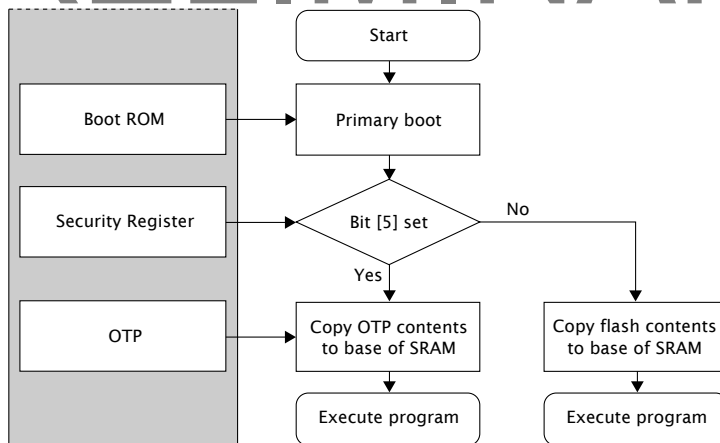 Start
Boot ROM
Primary boot
Security Register
Bit [5] set
No
Yes
OTP
Copy OTP contents
to base of SRAM
Copy flash contents
to base of SRAM
Execute program
Execute program